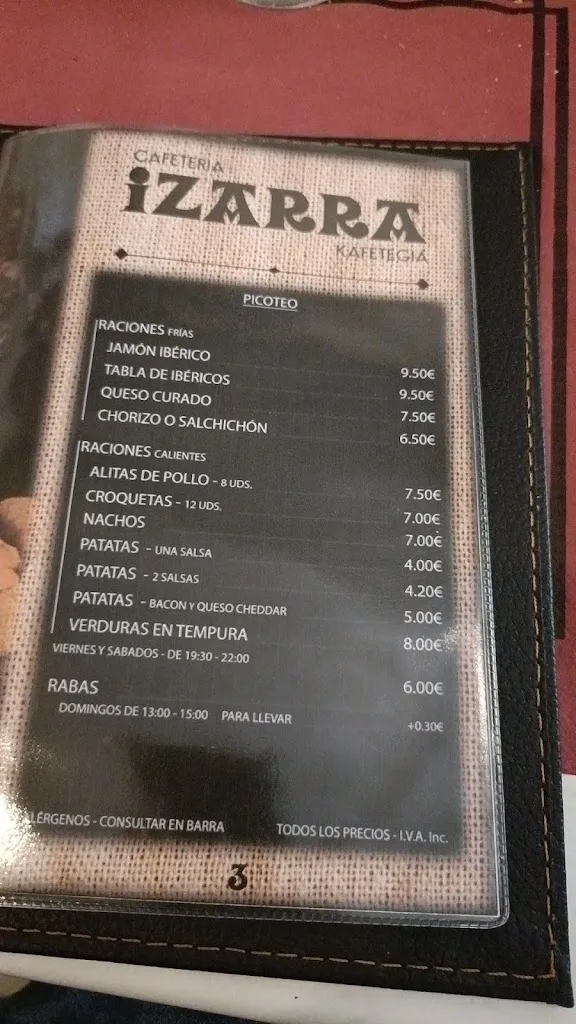 CAFETERIA
iZARRA
KAFETEGIA
PICOTEO
RACIONES FRÍAS
JAMÓN IBÉRICO 9.50€
TABLA DE IBÉRICOS 9.50€
QUESO CURADO 7.50€
CHORIZO O SALCHICHÓN 6.50€
RACIONES CALIENTES
ALITAS DE POLLO - 8 UDS. 7.50€
CROQUETAS - 12 UDS. 7.00€
NACHOS 7.00€
PATATAS - UNA SALSA 4.00€
PATATAS - 2 SALSAS 4.20€
PATATAS - BACON Y QUESO CHEDDAR 5.00€
VERDURAS EN TEMPURA 8.00€
VIERNES Y SABADOS - DE 19:30 - 22:00
RABAS 6.00€
DOMINGOS DE 13:00 - 15:00 PARA LLEVAR +0.30€
LÉRGENOS - CONSULTAR EN BARRA TODOS LOS PRECIOS - I.V.A. Inc.
3